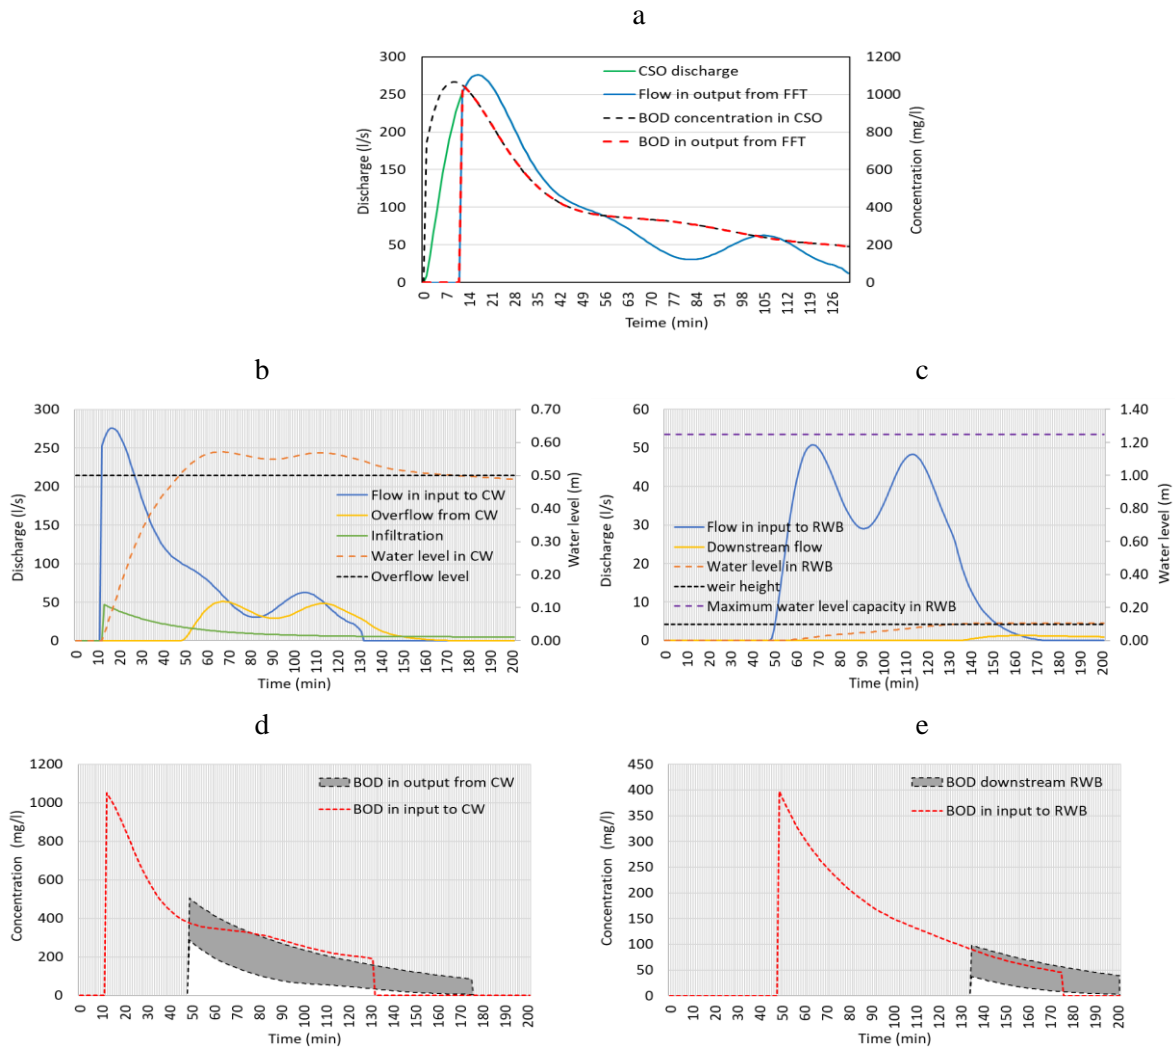 a
300
250
200
150
100
50
0
Discharge (l/s)
1200
1000
800
600
400
200
0
Concentration (mg/l)
CSO discharge
Flow in output from FFT
BOD concentration in CSO
BOD in output from FFT
0 7 14 21 28 35 42 49 56 63 70 77 84 91 98 105 112 119 126
Teime (min)
b
300
250
200
150
100
50
0
Discharge (l/s)
0.70
0.60
0.50
0.40
0.30
0.20
0.10
0.00
Water level (m)
Flow in input to CW
Overflow from CW
Infiltration
Water level in CW
Overflow level
0 10 20 30 40 50 60 70 80 90 100 110 120 130 140 150 160 170 180 190 200
Time (min)
c
60
50
40
30
20
10
0
Discharge (l/s)
1.40
1.20
1.00
0.80
0.60
0.40
0.20
0.00
Water level (m)
Flow in input to RWB
Downstream flow
Water level in RWB
weir height
Maximum water level capacity in RWB
0 10 20 30 40 50 60 70 80 90 100 110 120 130 140 150 160 170 180 190 200
Time (min)
d
1200
1000
800
600
400
200
0
Concentration (mg/l)
BOD in output from CW
BOD in input to CW
0 10 20 30 40 50 60 70 80 90 100 110 120 130 140 150 160 170 180 190 200
Time (min)
e
450
400
350
300
250
200
150
100
50
0
Concentration (mg/l)
BOD downstream RWB
BOD in input to RWB
0 10 20 30 40 50 60 70 80 90 100 110 120 130 140 150 160 170 180 190 200
Time (min)